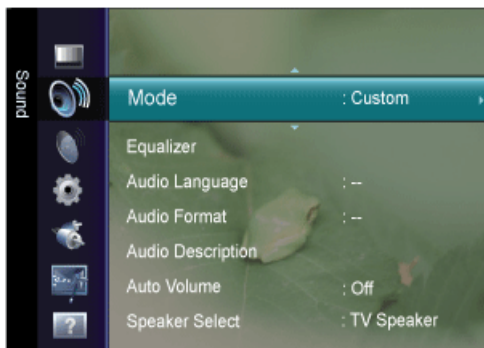 Sound
Mode : Custom
Equalizer
Audio Language : --
Audio Format : --
Audio Description
Auto Volume : Off
Speaker Select : TV Speaker
?